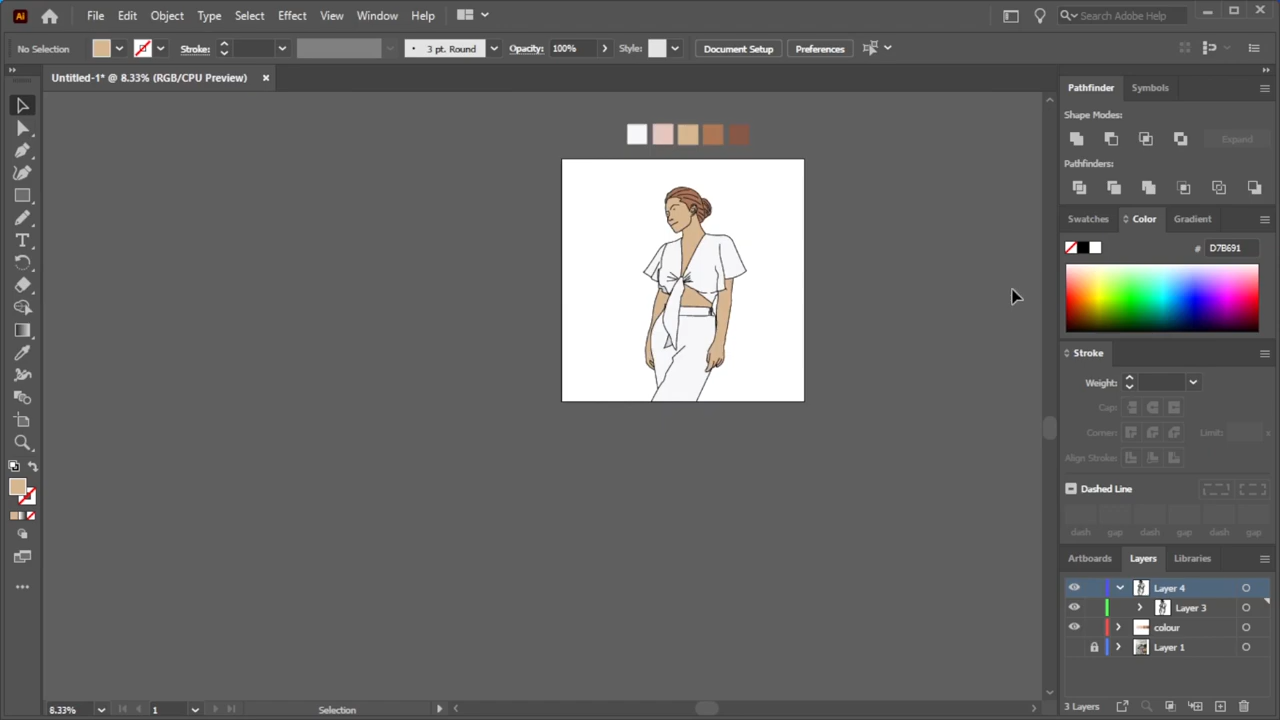 Ai File Edit Object Type Select Effect View Window Help Search Adobe Help
No Selection Stroke: 3 pt. Round Opacity: 100% Style: Document Setup Preferences
Untitled-1* @ 8.33% (RGB/CPU Preview)
Pathfinder Symbols
Shape Modes:
Expand
Pathfinders:
Swatches Color Gradient
# D7B691
Stroke
Weight:
Cap:
Corner: Limit: x
Align Stroke:
Dashed Line
dash gap dash gap dash gap
Artboards Layers Libraries
Layer 4
Layer 3
colour
Layer 1
3 Layers
8.33% 1 Selection